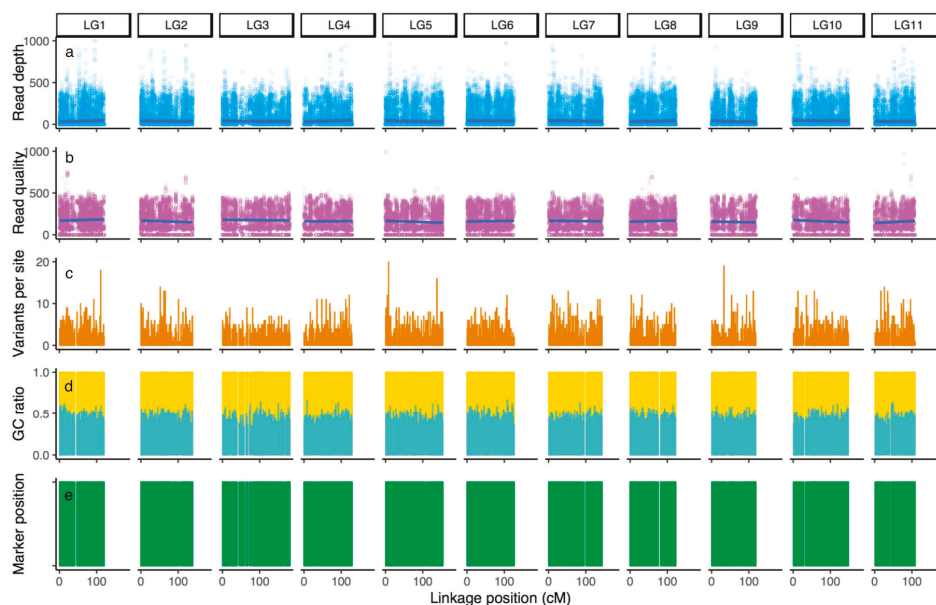 LG1 LG2 LG3 LG4 LG5 LG6 LG7 LG8 LG9 LG10 LG11
a
Read depth
1000
500
0
b
Read quality
1000
500
0
c
Variants per site
20
10
0
d
GC ratio
1.0
0.5
0.0
e
Marker position
0 100 0 100 0 100 0 100 0 100 0 100 0 100 0 100 0 100 0 100 0 100
Linkage position (cM)